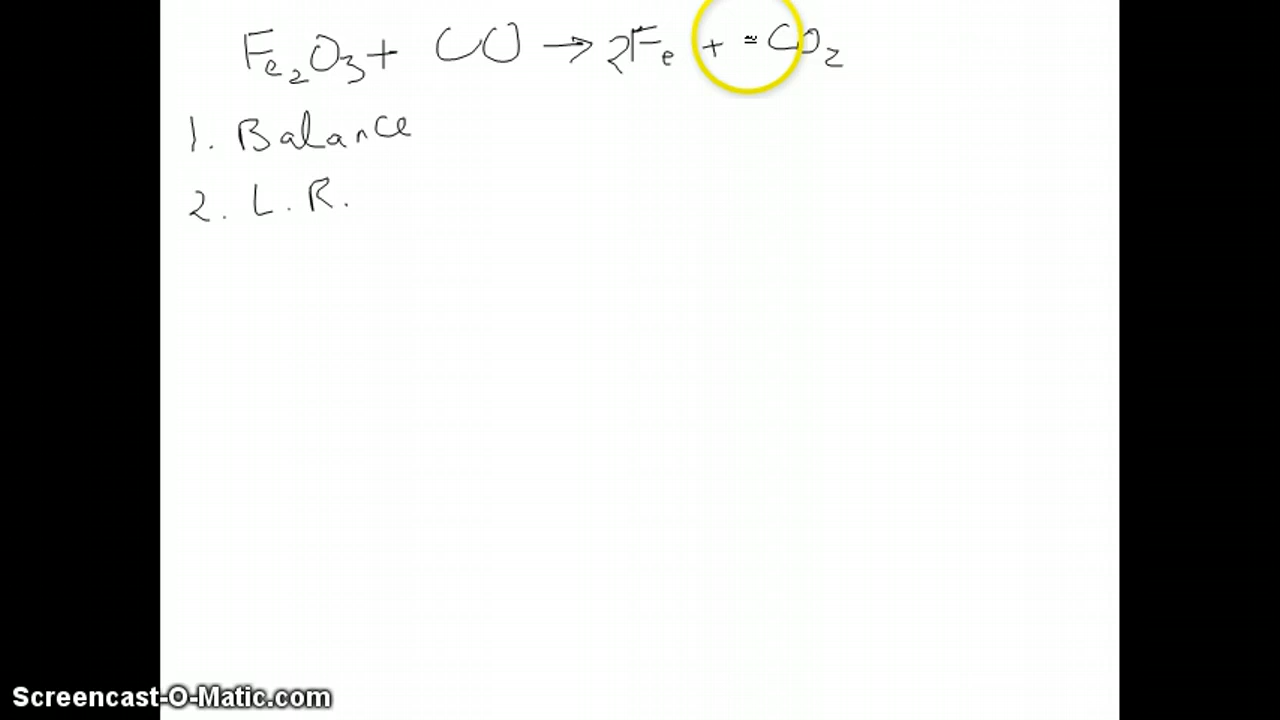 Fe₂O₃ + CO → 2Fe + CO₂
1. Balance
2. L.R.
Screencast-O-Matic.com